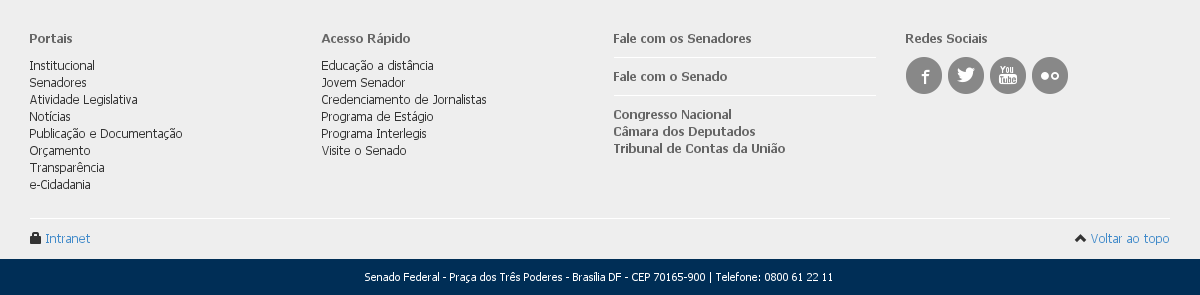 Portais
Institucional
Senadores
Atividade Legislativa
Notícias
Publicação e Documentação
Orçamento
Transparência
e-Cidadania
Acesso Rápido
Educação a distância
Jovem Senador
Credenciamento de Jornalistas
Programa de Estágio
Programa Interlegis
Visite o Senado
Fale com os Senadores
Fale com o Senado
Congresso Nacional
Câmara dos Deputados
Tribunal de Contas da União
Redes Sociais
f
You
Tube
Intranet
Voltar ao topo
Senado Federal - Praça dos Três Poderes - Brasília DF - CEP 70165-900 | Telefone: 0800 61 22 11